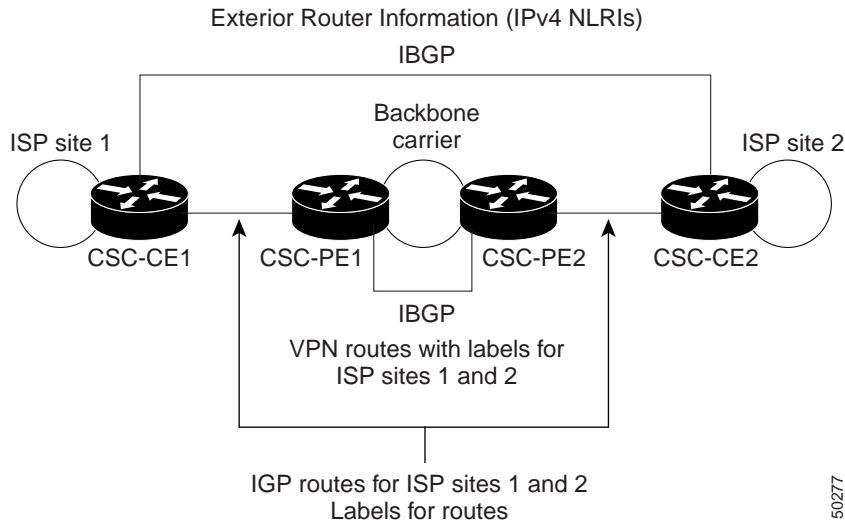 Exterior Router Information (IPv4 NLRIs)
IBGP
Backbone
carrier
ISP site 1
ISP site 2
CSC-CE1
CSC-PE1
CSC-PE2
CSC-CE2
IBGP
VPN routes with labels for
ISP sites 1 and 2
IGP routes for ISP sites 1 and 2
Labels for routes
50277